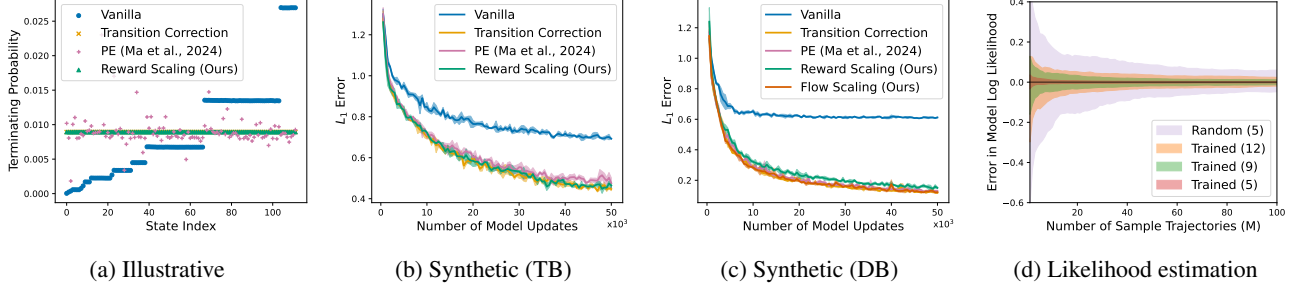 0.025
0.020
0.015
0.010
0.005
0.000
Terminating Probability
Vanilla
Transition Correction
PE (Ma et al., 2024)
Reward Scaling (Ours)
0
20
40
60
80
100
State Index
(a) Illustrative
1.2
1.0
0.8
0.6
0.4
L₁ Error
Vanilla
Transition Correction
PE (Ma et al., 2024)
Reward Scaling (Ours)
0
10
20
30
40
50
x10³
Number of Model Updates
(b) Synthetic (TB)
1.2
1.0
0.8
0.6
0.4
0.2
L₁ Error
Vanilla
Transition Correction
PE (Ma et al., 2024)
Reward Scaling (Ours)
Flow Scaling (Ours)
0
10
20
30
40
50
x10³
Number of Model Updates
(c) Synthetic (DB)
0.4
0.2
0.0
−0.2
−0.4
−0.6
Error in Model Log Likelihood
Random (5)
Trained (12)
Trained (9)
Trained (5)
20
40
60
80
100
Number of Sample Trajectories (M)
(d) Likelihood estimation